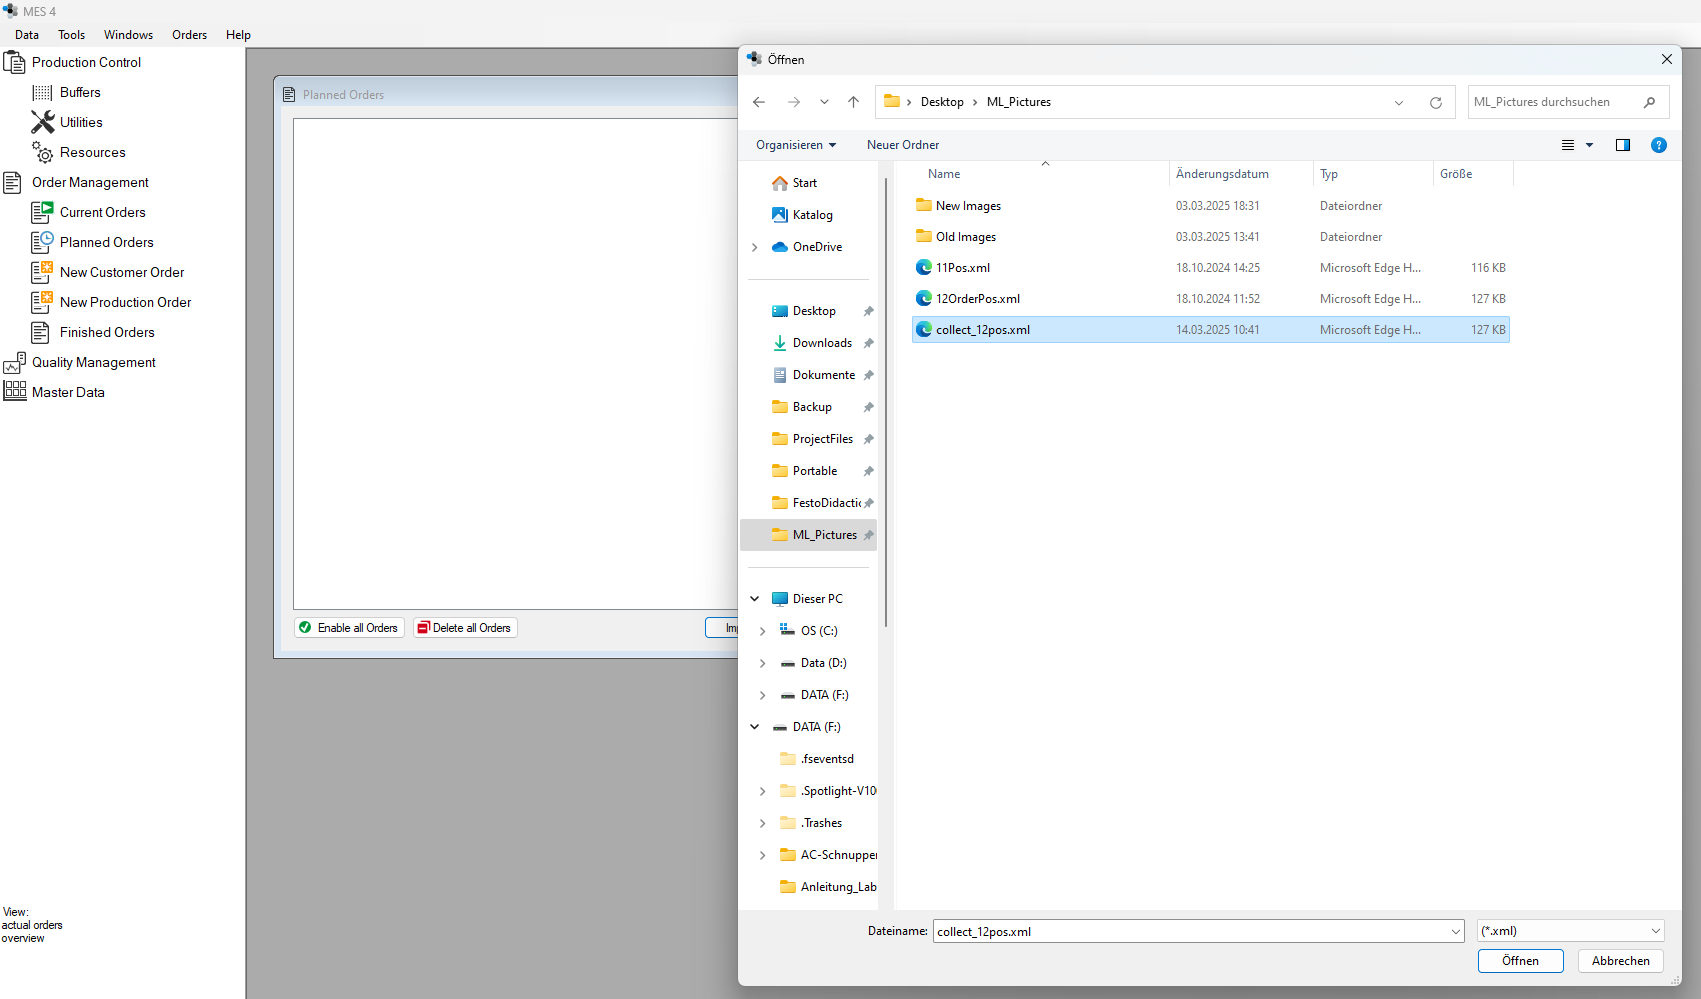 MES 4
Data Tools Windows Orders Help
Production Control
Buffers
Utilities
Resources
Order Management
Current Orders
Planned Orders
New Customer Order
New Production Order
Finished Orders
Quality Management
Master Data
View:
actual orders
overview
Planned Orders
Enable all Orders Delete all Orders Imp
Öffnen
Desktop ML_Pictures
ML_Pictures durchsuchen
Organisieren Neuer Ordner
Start
Katalog
OneDrive
Desktop
Downloads
Dokumente
Backup
ProjectFiles
Portable
FestoDidactic
ML_Pictures
Dieser PC
OS (C:)
Data (D:)
DATA (F:)
DATA (F:)
.fseventsd
.Spotlight-V100
.Trashes
AC-Schnupper
Anleitung_Lab
Name Änderungsdatum Typ Größe
New Images 03.03.2025 18:31 Dateiordner
Old Images 03.03.2025 13:41 Dateiordner
11Pos.xml 18.10.2024 14:25 Microsoft Edge H... 116 KB
12OrderPos.xml 18.10.2024 11:52 Microsoft Edge H... 127 KB
collect_12pos.xml 14.03.2025 10:41 Microsoft Edge H... 127 KB
Dateiname: collect_12pos.xml (*.xml)
Öffnen Abbrechen